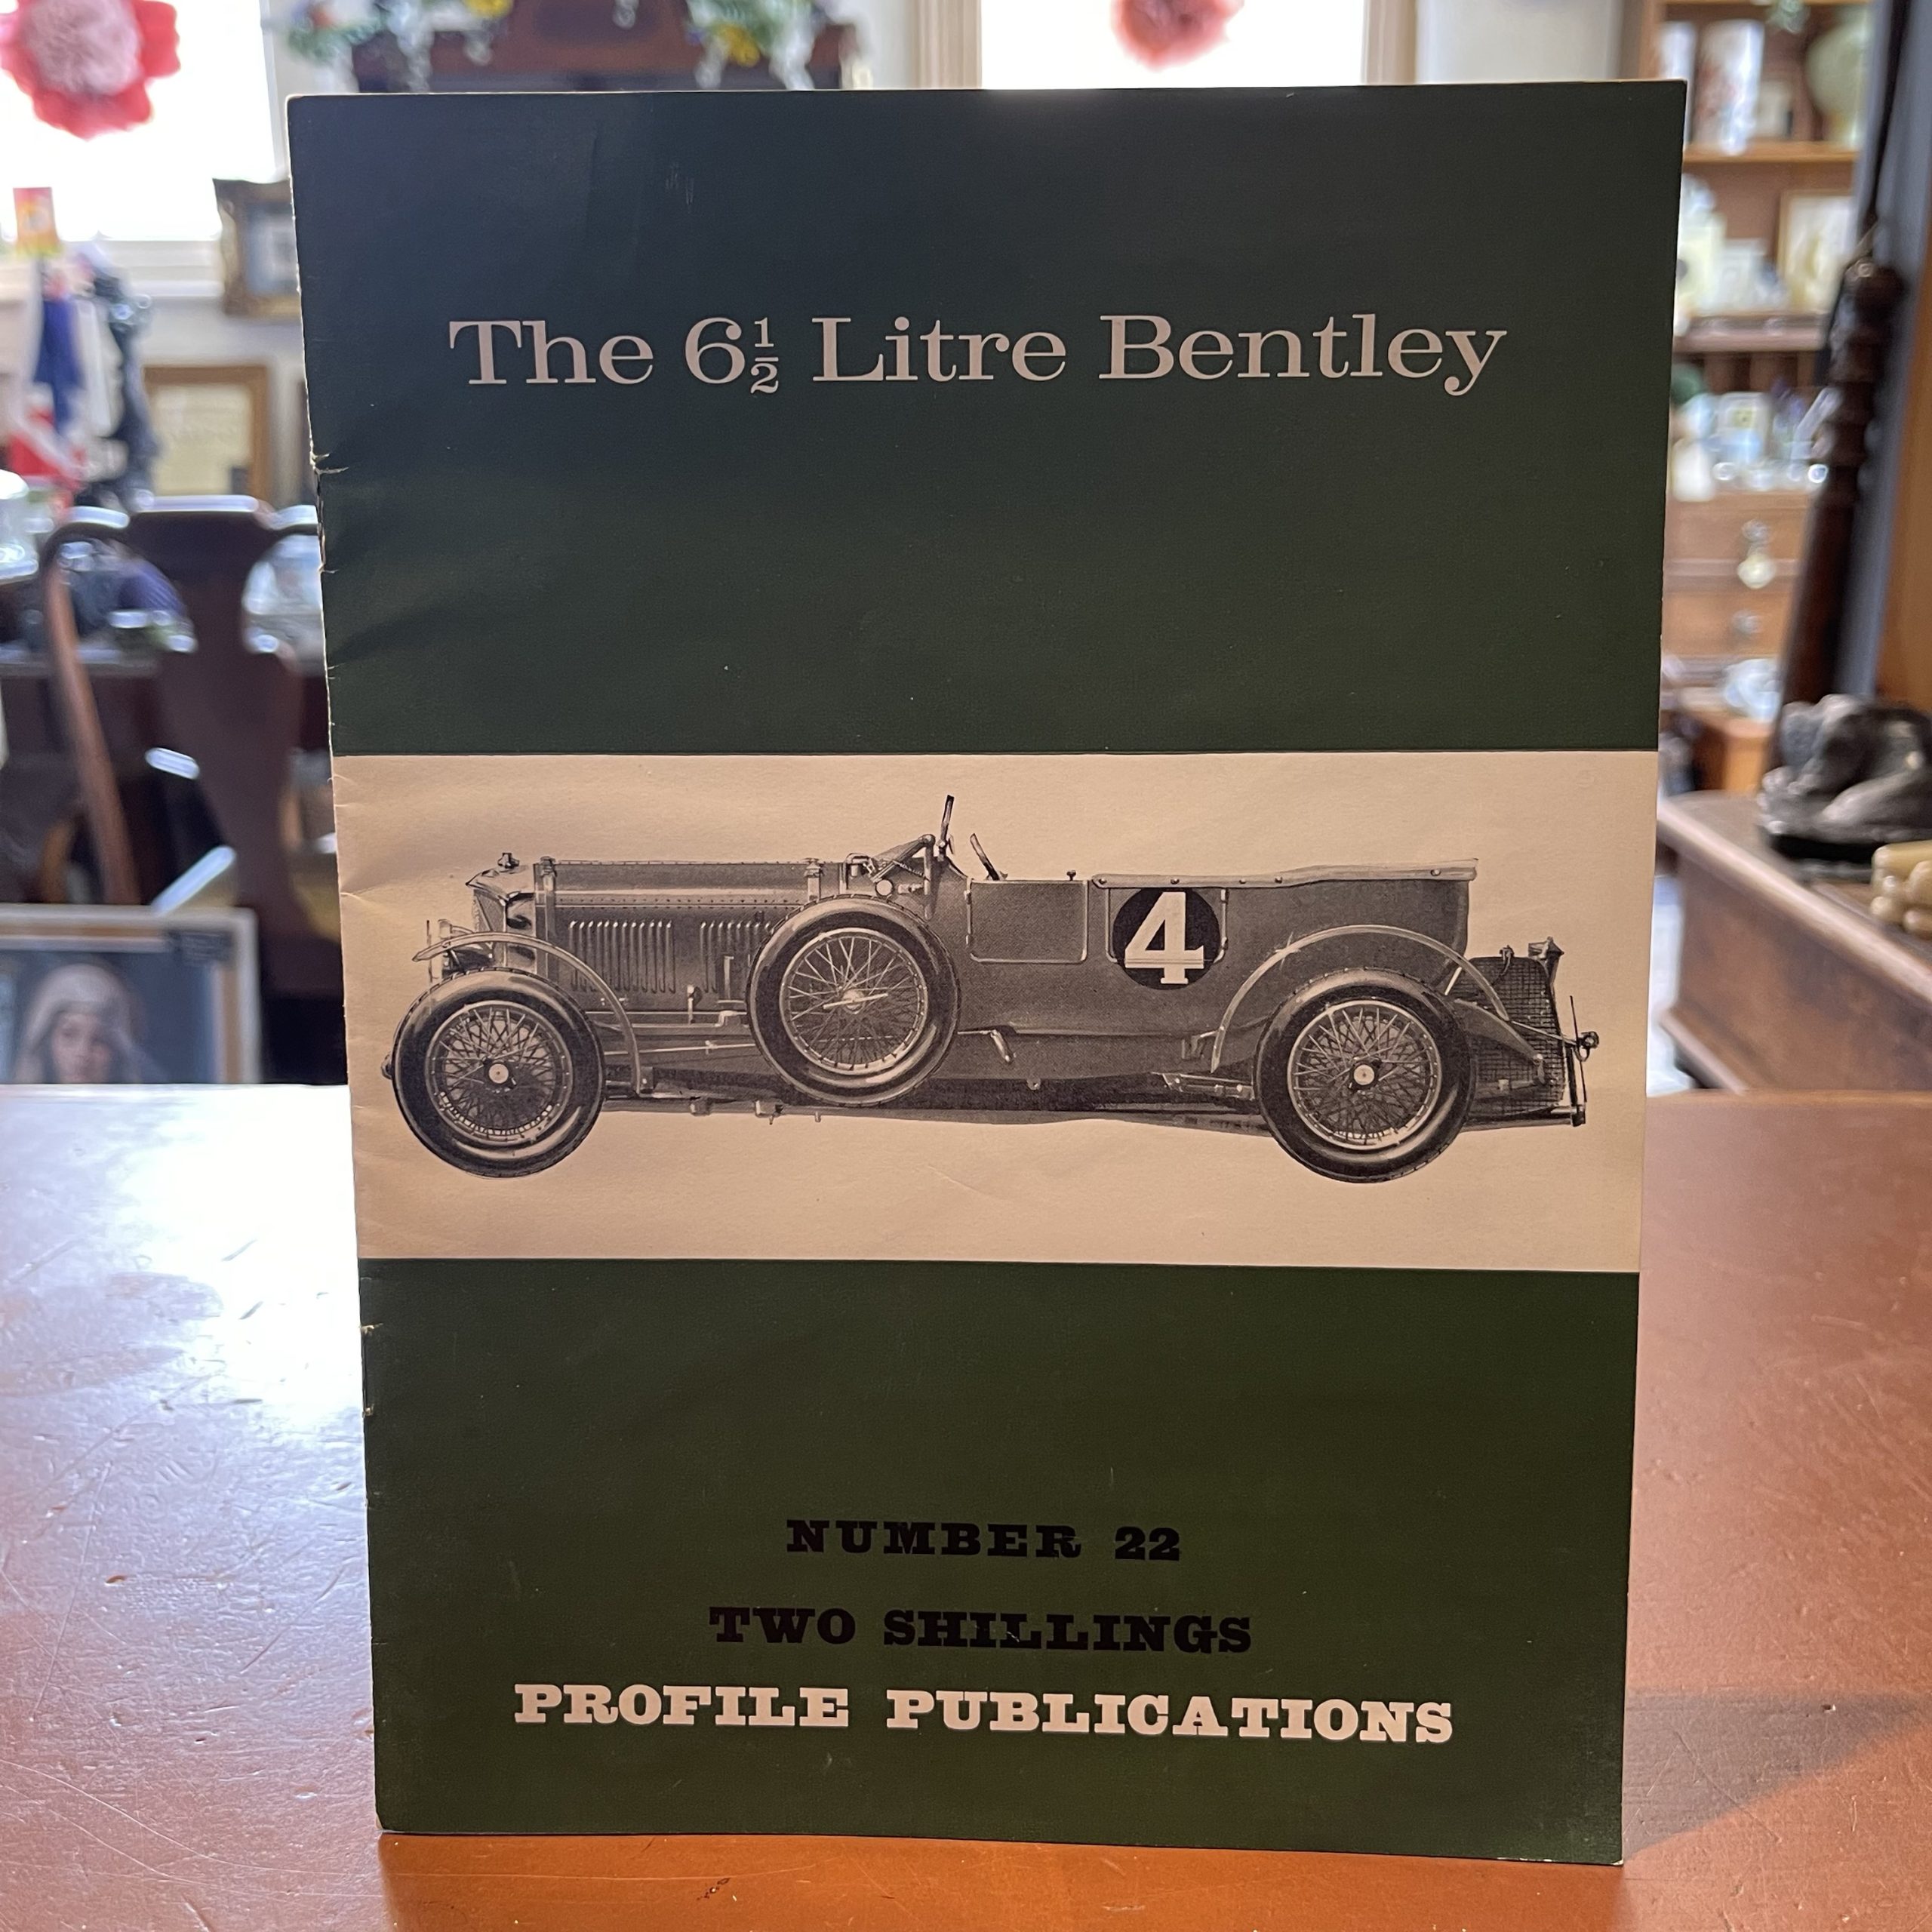 The 6½ Litre Bentley
4
NUMBER 22
TWO SHILLINGS
PROFILE PUBLICATIONS